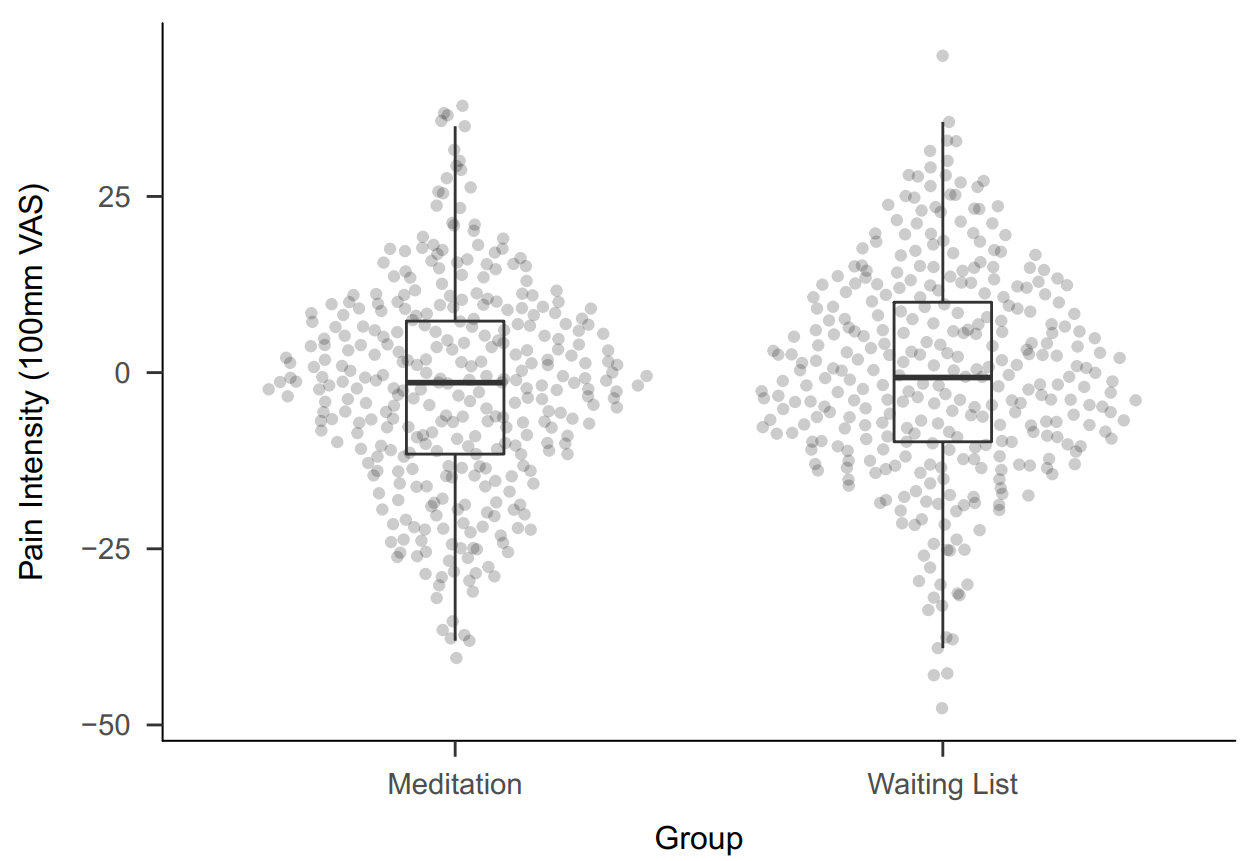 Pain Intensity (100mm VAS)
25
0
−25
−50
Meditation
Waiting List
Group